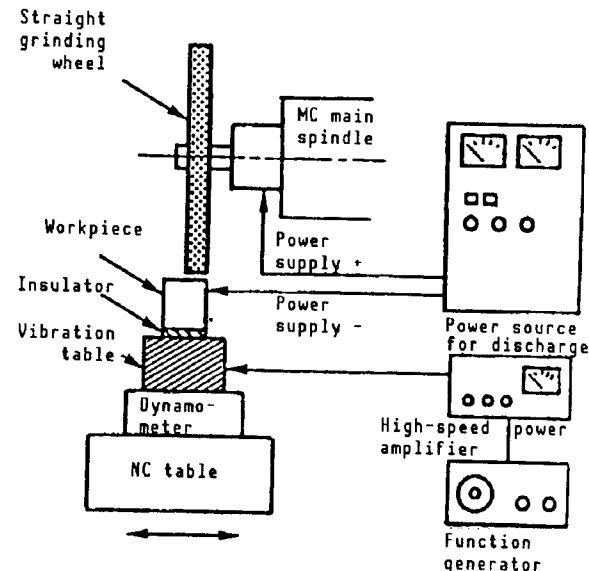 Straight
grinding
wheel
MC main
spindle
Workpiece
Power
supply +
Insulator
Power
supply -
Vibration
table
Power source
for discharge
Dynamo-
meter
High-speed power
amplifier
NC table
Function
generator